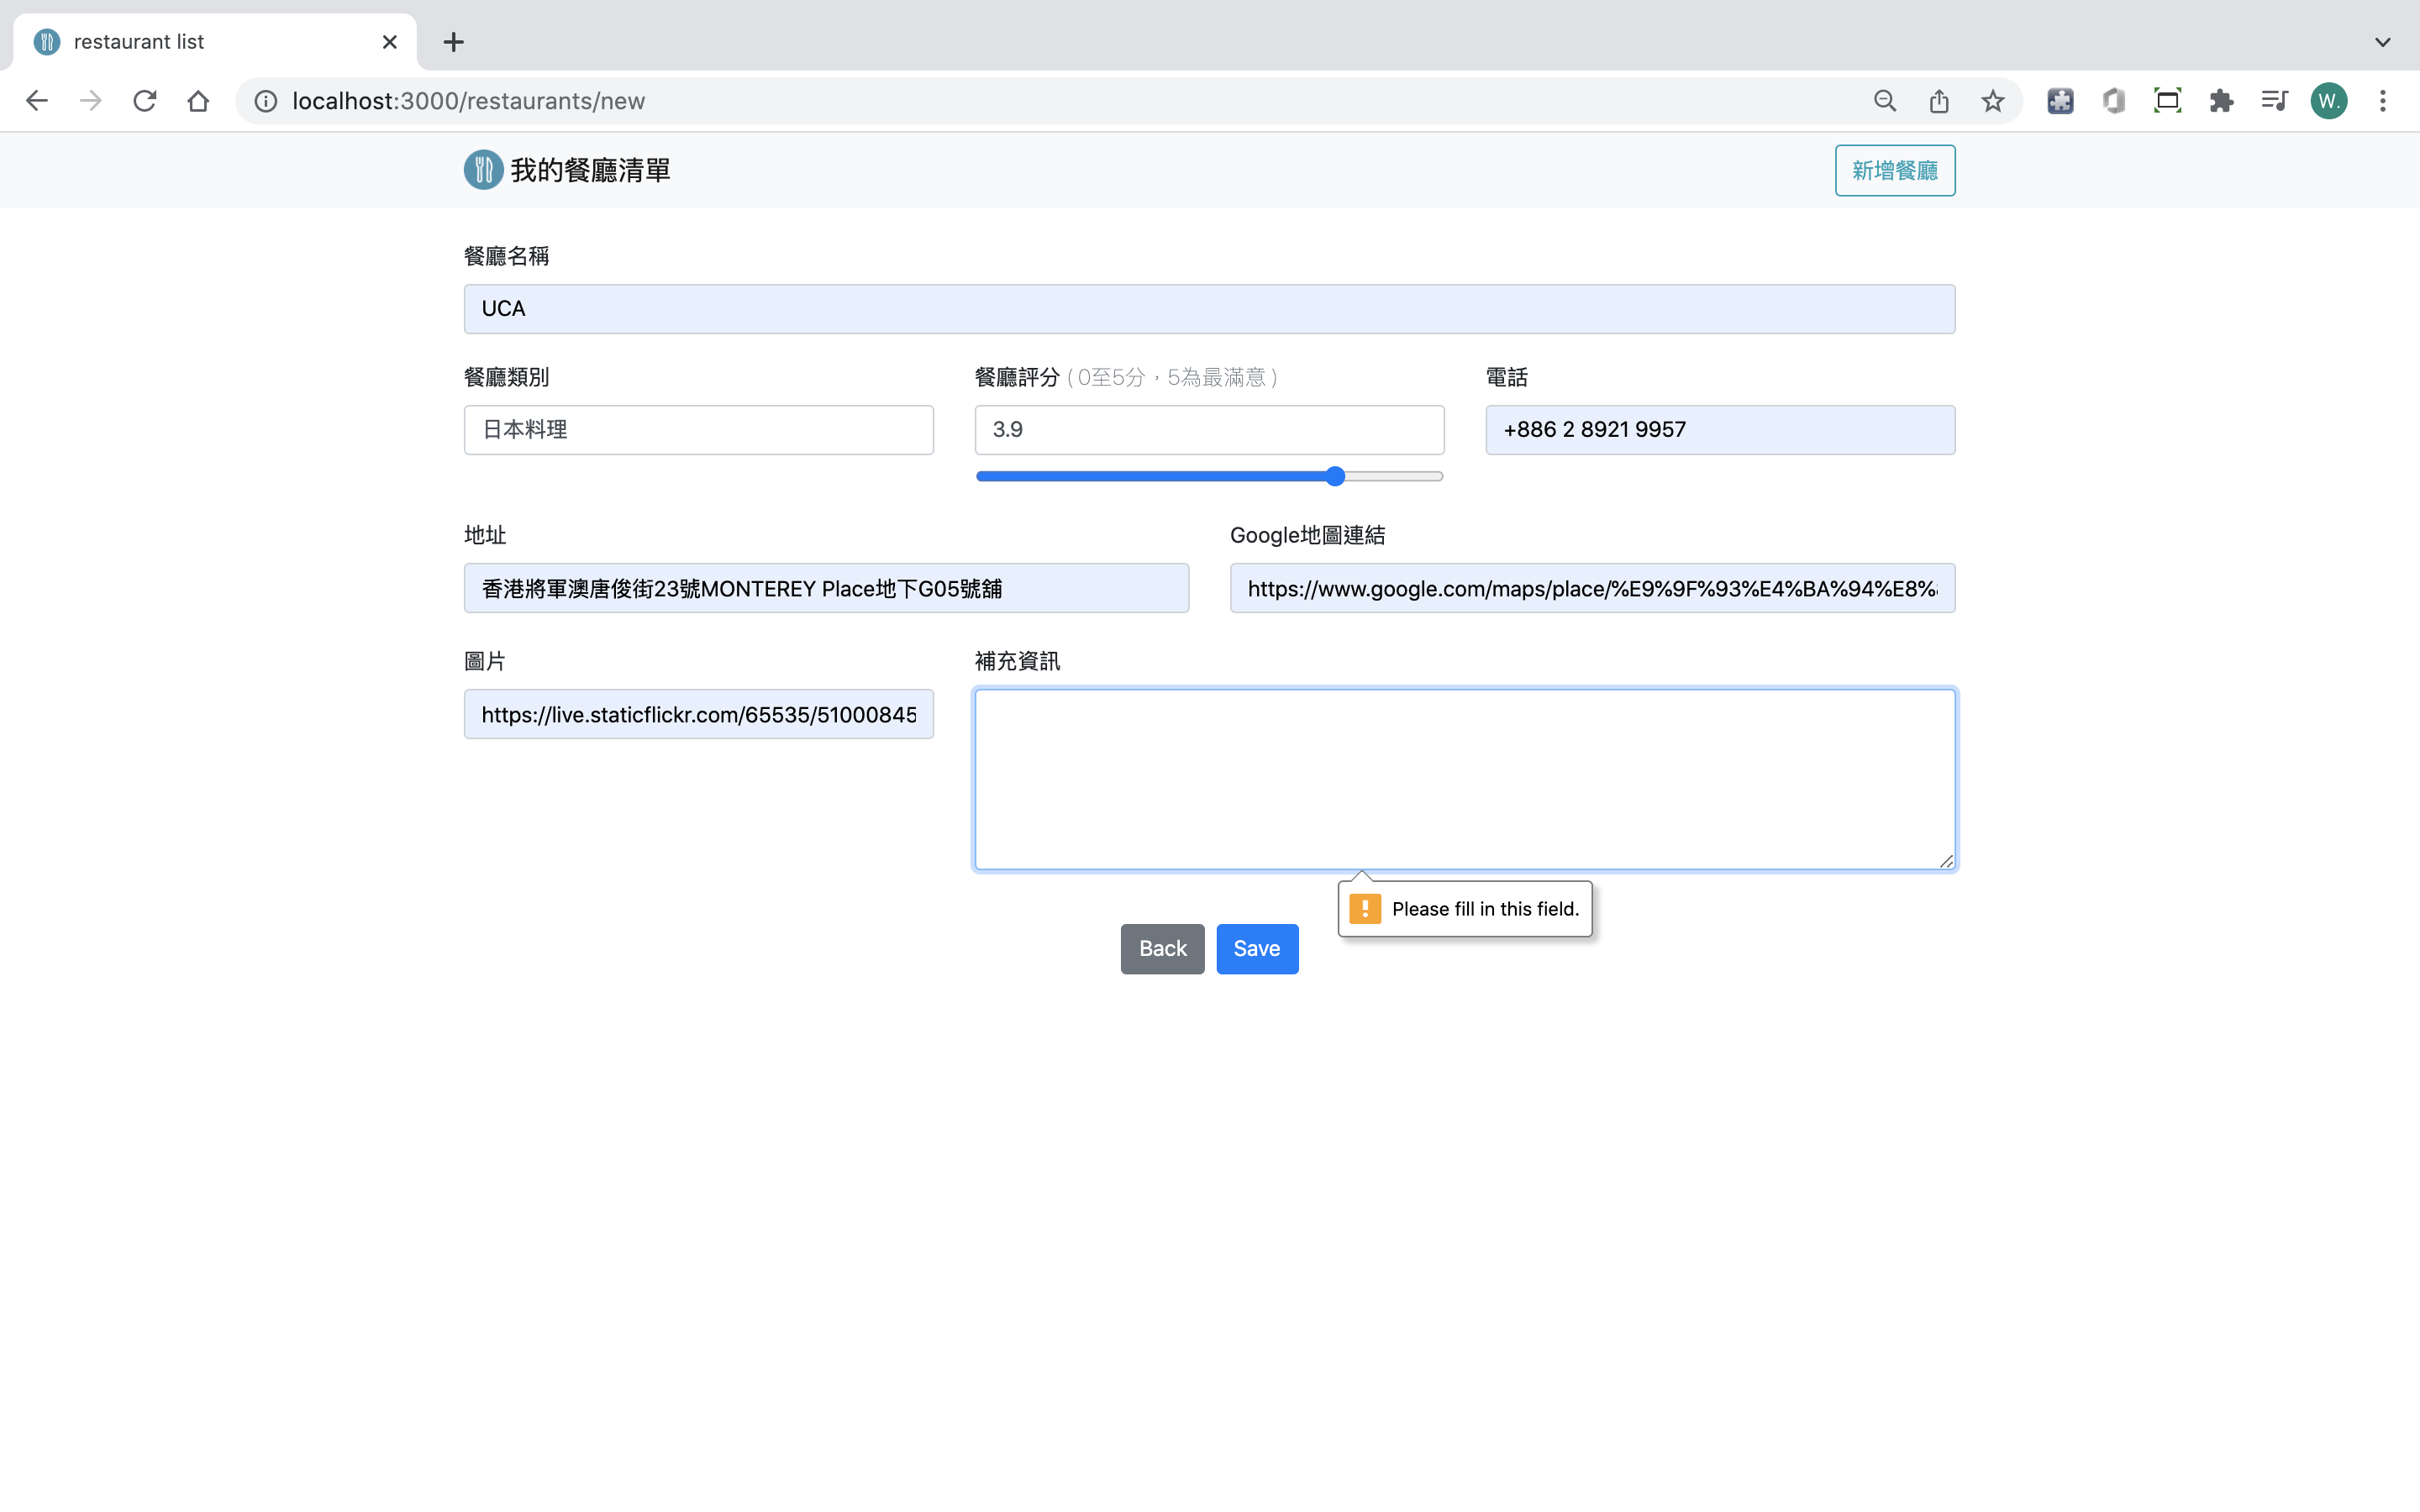 restaurant list
localhost:3000/restaurants/new
W.
我的餐廳清單
新增餐廳
餐廳名稱
UCA
餐廳類別
餐廳評分 ( 0至5分，5為最滿意 )
電話
日本料理
3.9
+886 2 8921 9957
地址
Google地圖連結
香港將軍澳唐俊街23號MONTEREY Place地下G05號舖
https://www.google.com/maps/place/%E9%9F%93%E4%BA%94%E8%
圖片
補充資訊
https://live.staticflickr.com/65535/51000845
Please fill in this field.
Back
Save